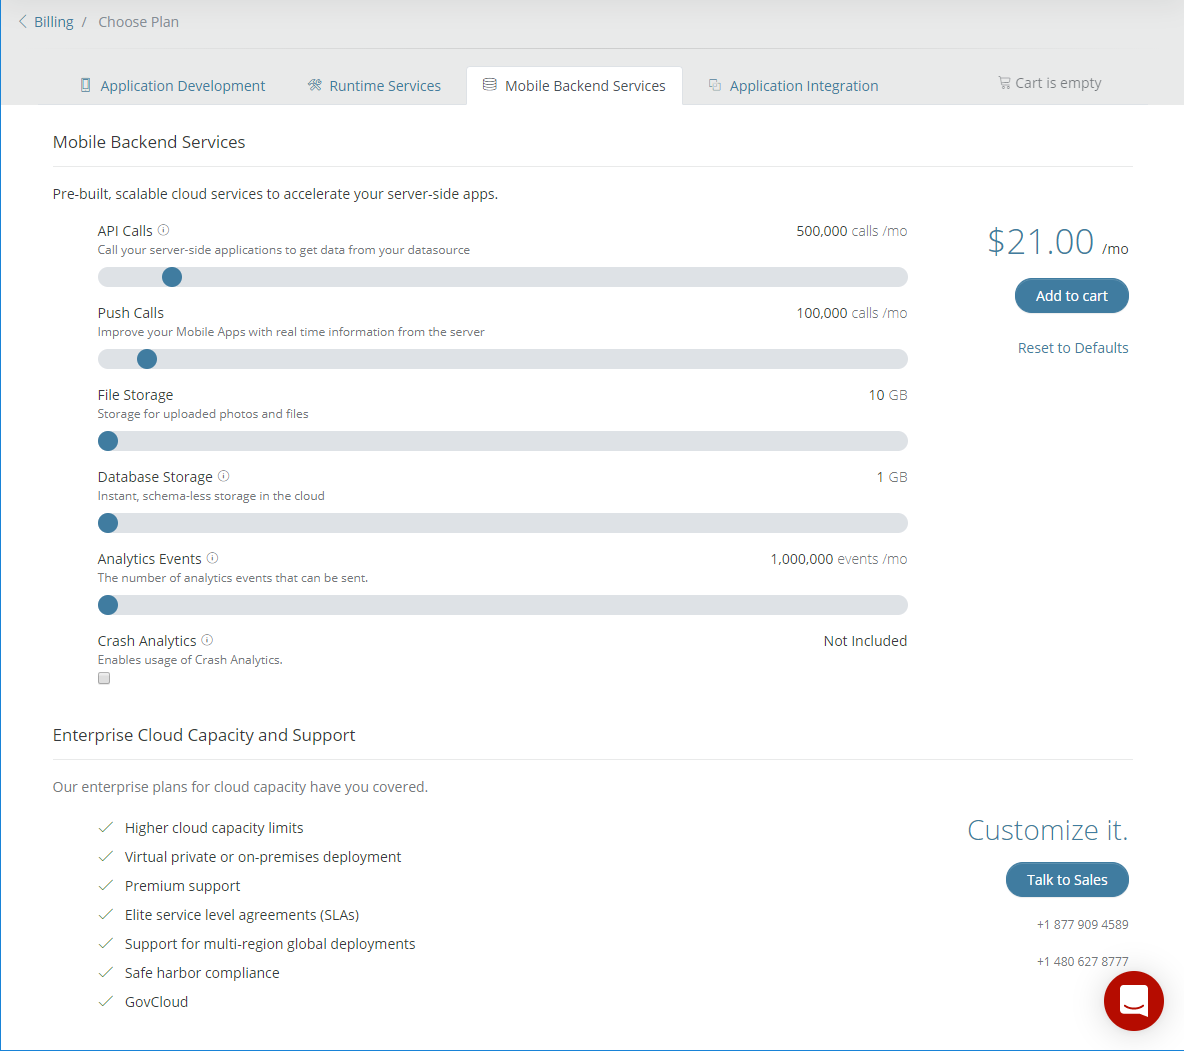 Billing / Choose Plan
Application Development Runtime Services Mobile Backend Services Application Integration Cart is empty
Mobile Backend Services
Pre-built, scalable cloud services to accelerate your server-side apps.
API Calls 500,000 calls /mo
Call your server-side applications to get data from your datasource
$21.00 /mo
Add to cart
Push Calls 100,000 calls /mo
Improve your Mobile Apps with real time information from the server
Reset to Defaults
File Storage 10 GB
Storage for uploaded photos and files
Database Storage 1 GB
Instant, schema-less storage in the cloud
Analytics Events 1,000,000 events /mo
The number of analytics events that can be sent.
Crash Analytics Not Included
Enables usage of Crash Analytics.
Enterprise Cloud Capacity and Support
Our enterprise plans for cloud capacity have you covered.
Higher cloud capacity limits
Virtual private or on-premises deployment
Premium support
Elite service level agreements (SLAs)
Support for multi-region global deployments
Safe harbor compliance
GovCloud
Customize it.
Talk to Sales
+1 877 909 4589
+1 480 627 8777